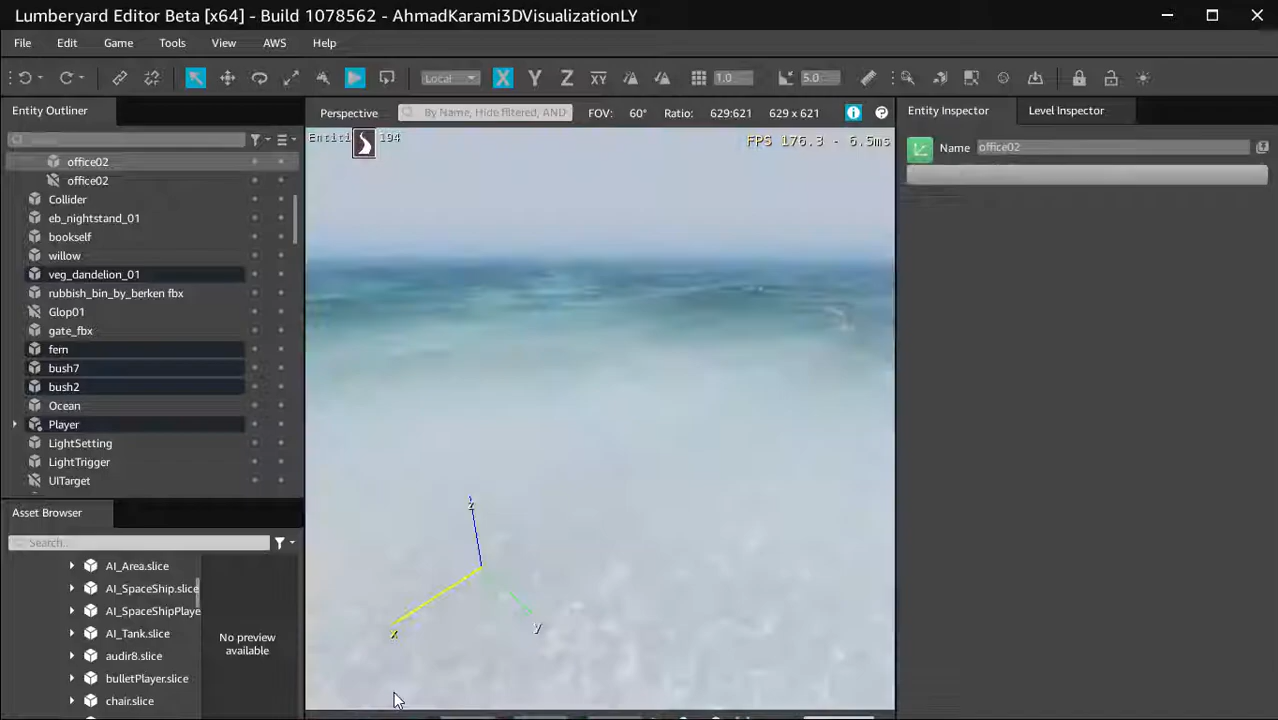 Lumberyard Editor Beta [x64] - Build 1078562 - AhmadKarami3DVisualizationLY
File Edit Game Tools View AWS Help
Local X Y Z XY 1.0 5.0
Entity Outliner
Perspective By Name, Hide filtered, AND FOV: 60° Ratio: 629:621 629 x 621
Entity Inspector Level Inspector
Entiti 194
FPS 176.3 - 6.5ms
Name office02
office02
office02
Collider
eb_nightstand_01
bookself
willow
veg_dandelion_01
rubbish_bin_by_berken fbx
Glop01
gate_fbx
fern
bush7
bush2
Ocean
Player
LightSetting
LightTrigger
UITarget
z
x
y
Asset Browser
Search..
AI_Area.slice
AI_SpaceShip.slice
AI_SpaceShipPlaye
AI_Tank.slice
audir8.slice
bulletPlayer.slice
chair.slice
No preview
available